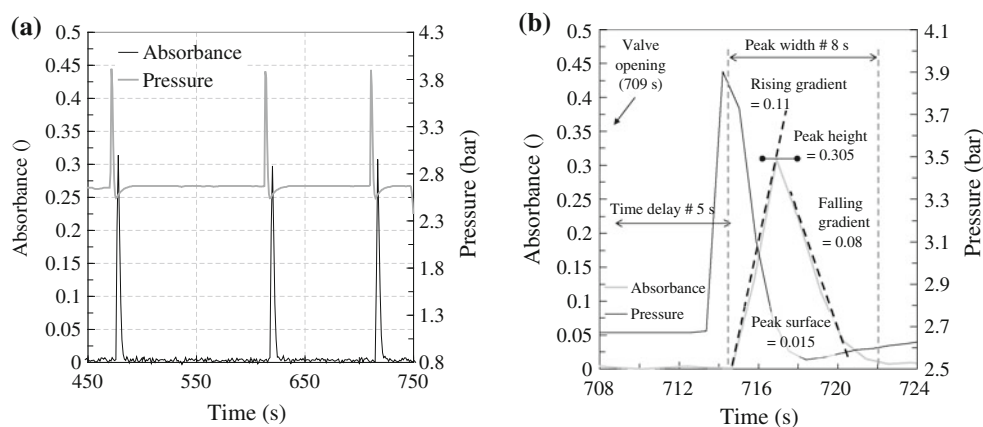 (a)
Absorbance ()
0.5
0.45
0.4
0.35
0.3
0.25
0.2
0.15
0.1
0.05
0
Absorbance
Pressure
4.3
3.8
3.3
2.8
2.3
1.8
1.3
0.8
Pressure (bar)
450
550
650
750
Time (s)
(b)
Absorbance ()
0.5
0.45
0.4
0.35
0.3
0.25
0.2
0.15
0.1
0.05
0
Valve
opening
(709 s)
Peak width # 8 s
Rising gradient
= 0.11
Peak height
= 0.305
Time delay # 5 s
Falling
gradient
= 0.08
Absorbance
Pressure
Peak surface
= 0.015
4.1
3.9
3.7
3.5
3.3
3.1
2.9
2.7
2.5
Pressure (bar)
708
712
716
720
724
Time (s)